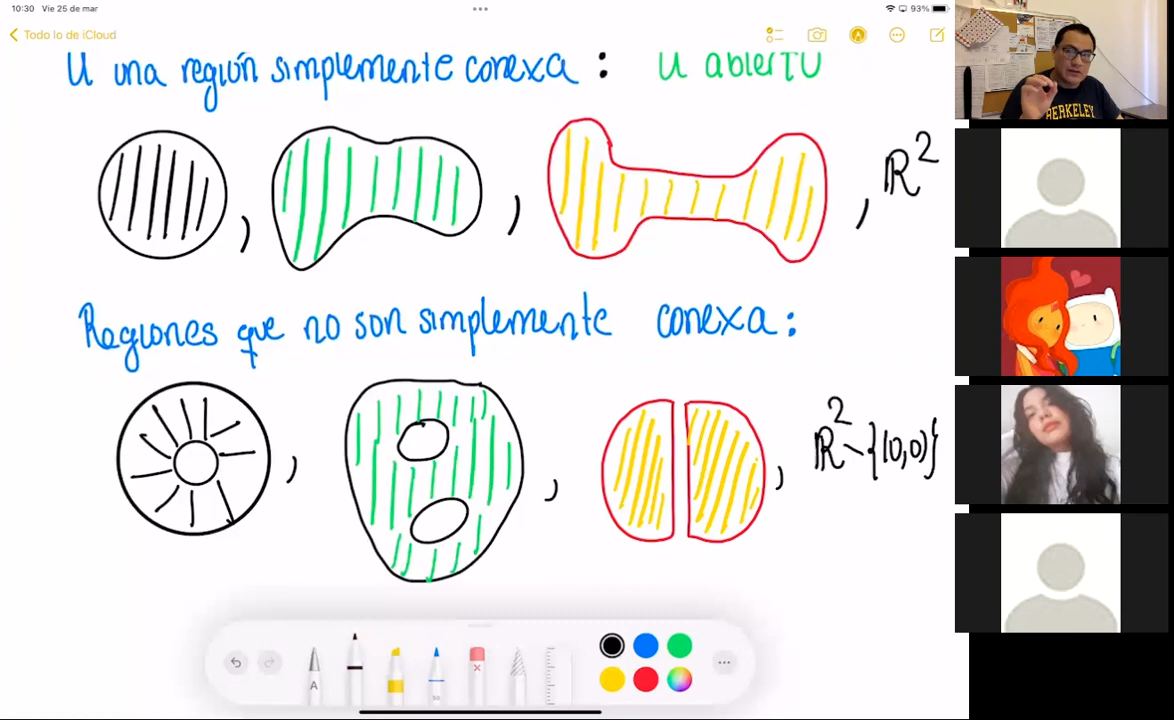 10:30 Vie 25 de mar
93%
Todo lo de iCloud
U una región simplemente conexa : U abierto
, , , ℝ²
Regiones que no son simplemente conexa:
, , , ℝ²-{(0,0)}
A
50
BERKELEY